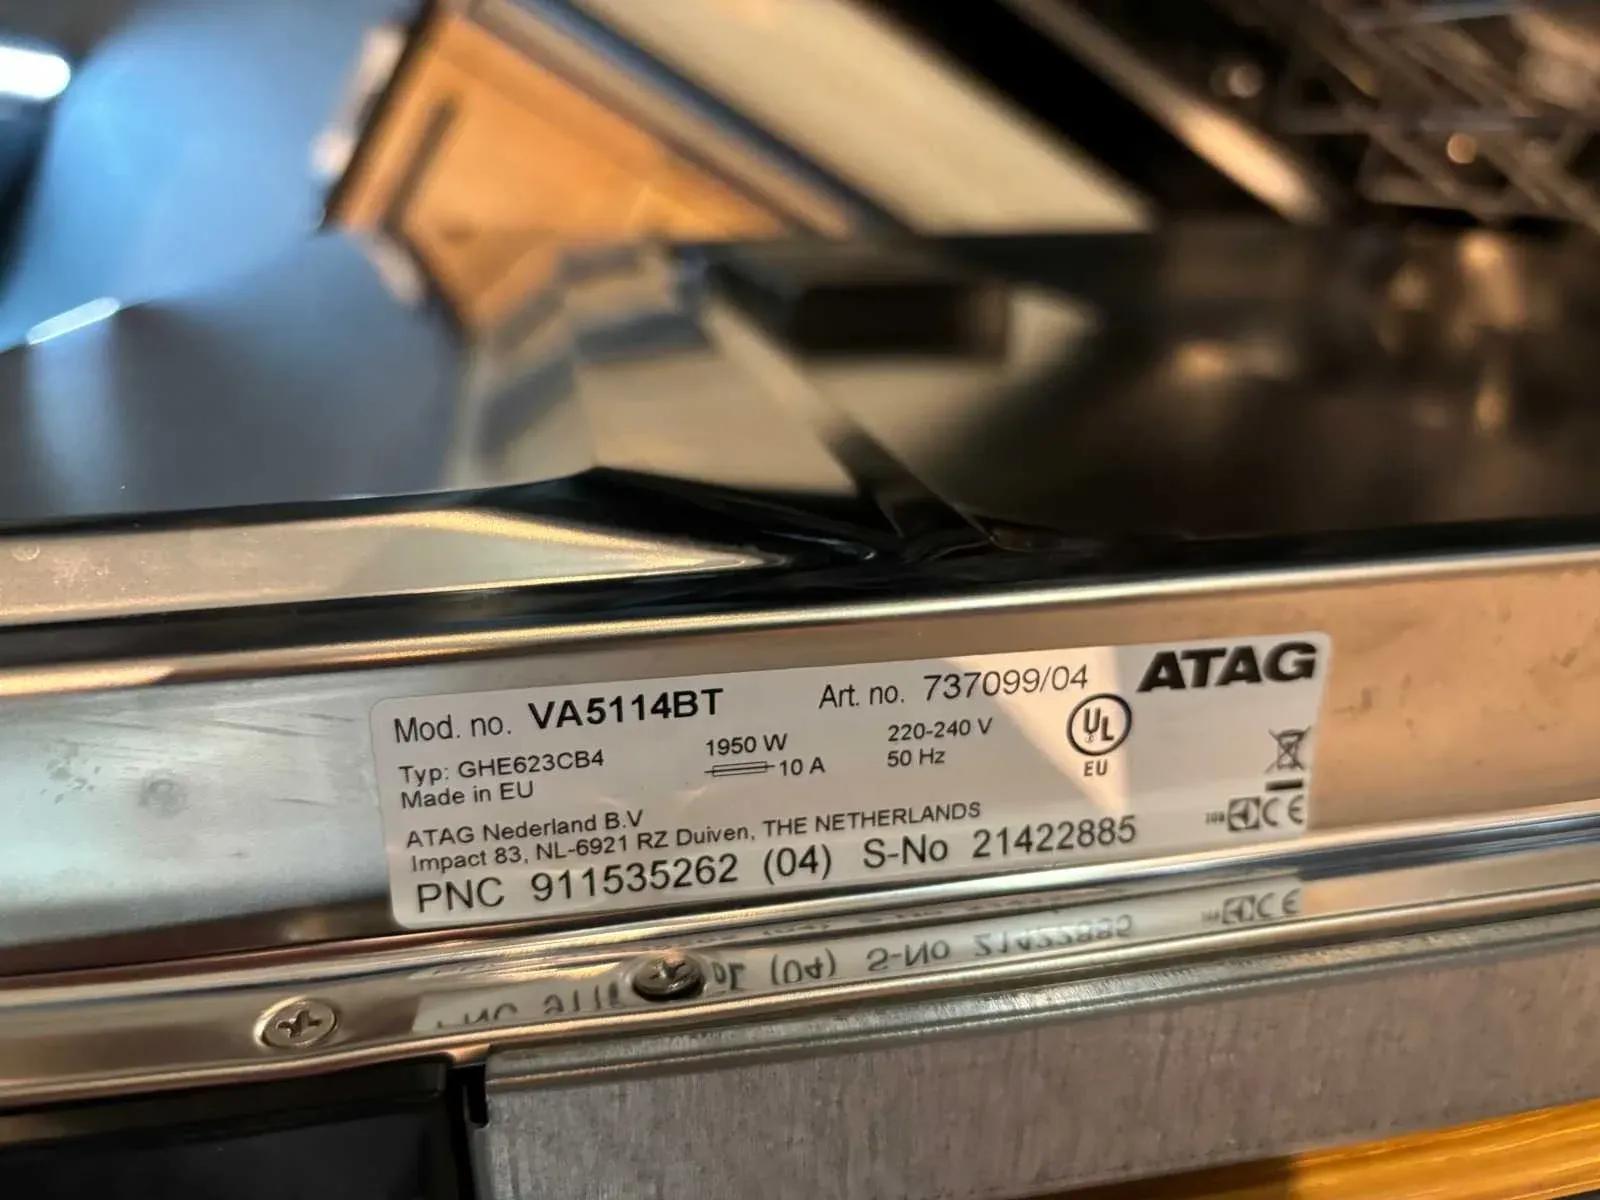 Mod. no. VA5114BT Art. no. 737099/04 ATAG
Typ: GHE623CB4 1950 W 220-240 V UL
Made in EU 10 A 50 Hz EU
ATAG Nederland B.V
Impact 83, NL-6921 RZ Duiven, THE NETHERLANDS
PNC 911535262 (04) S-No 21422885 CE